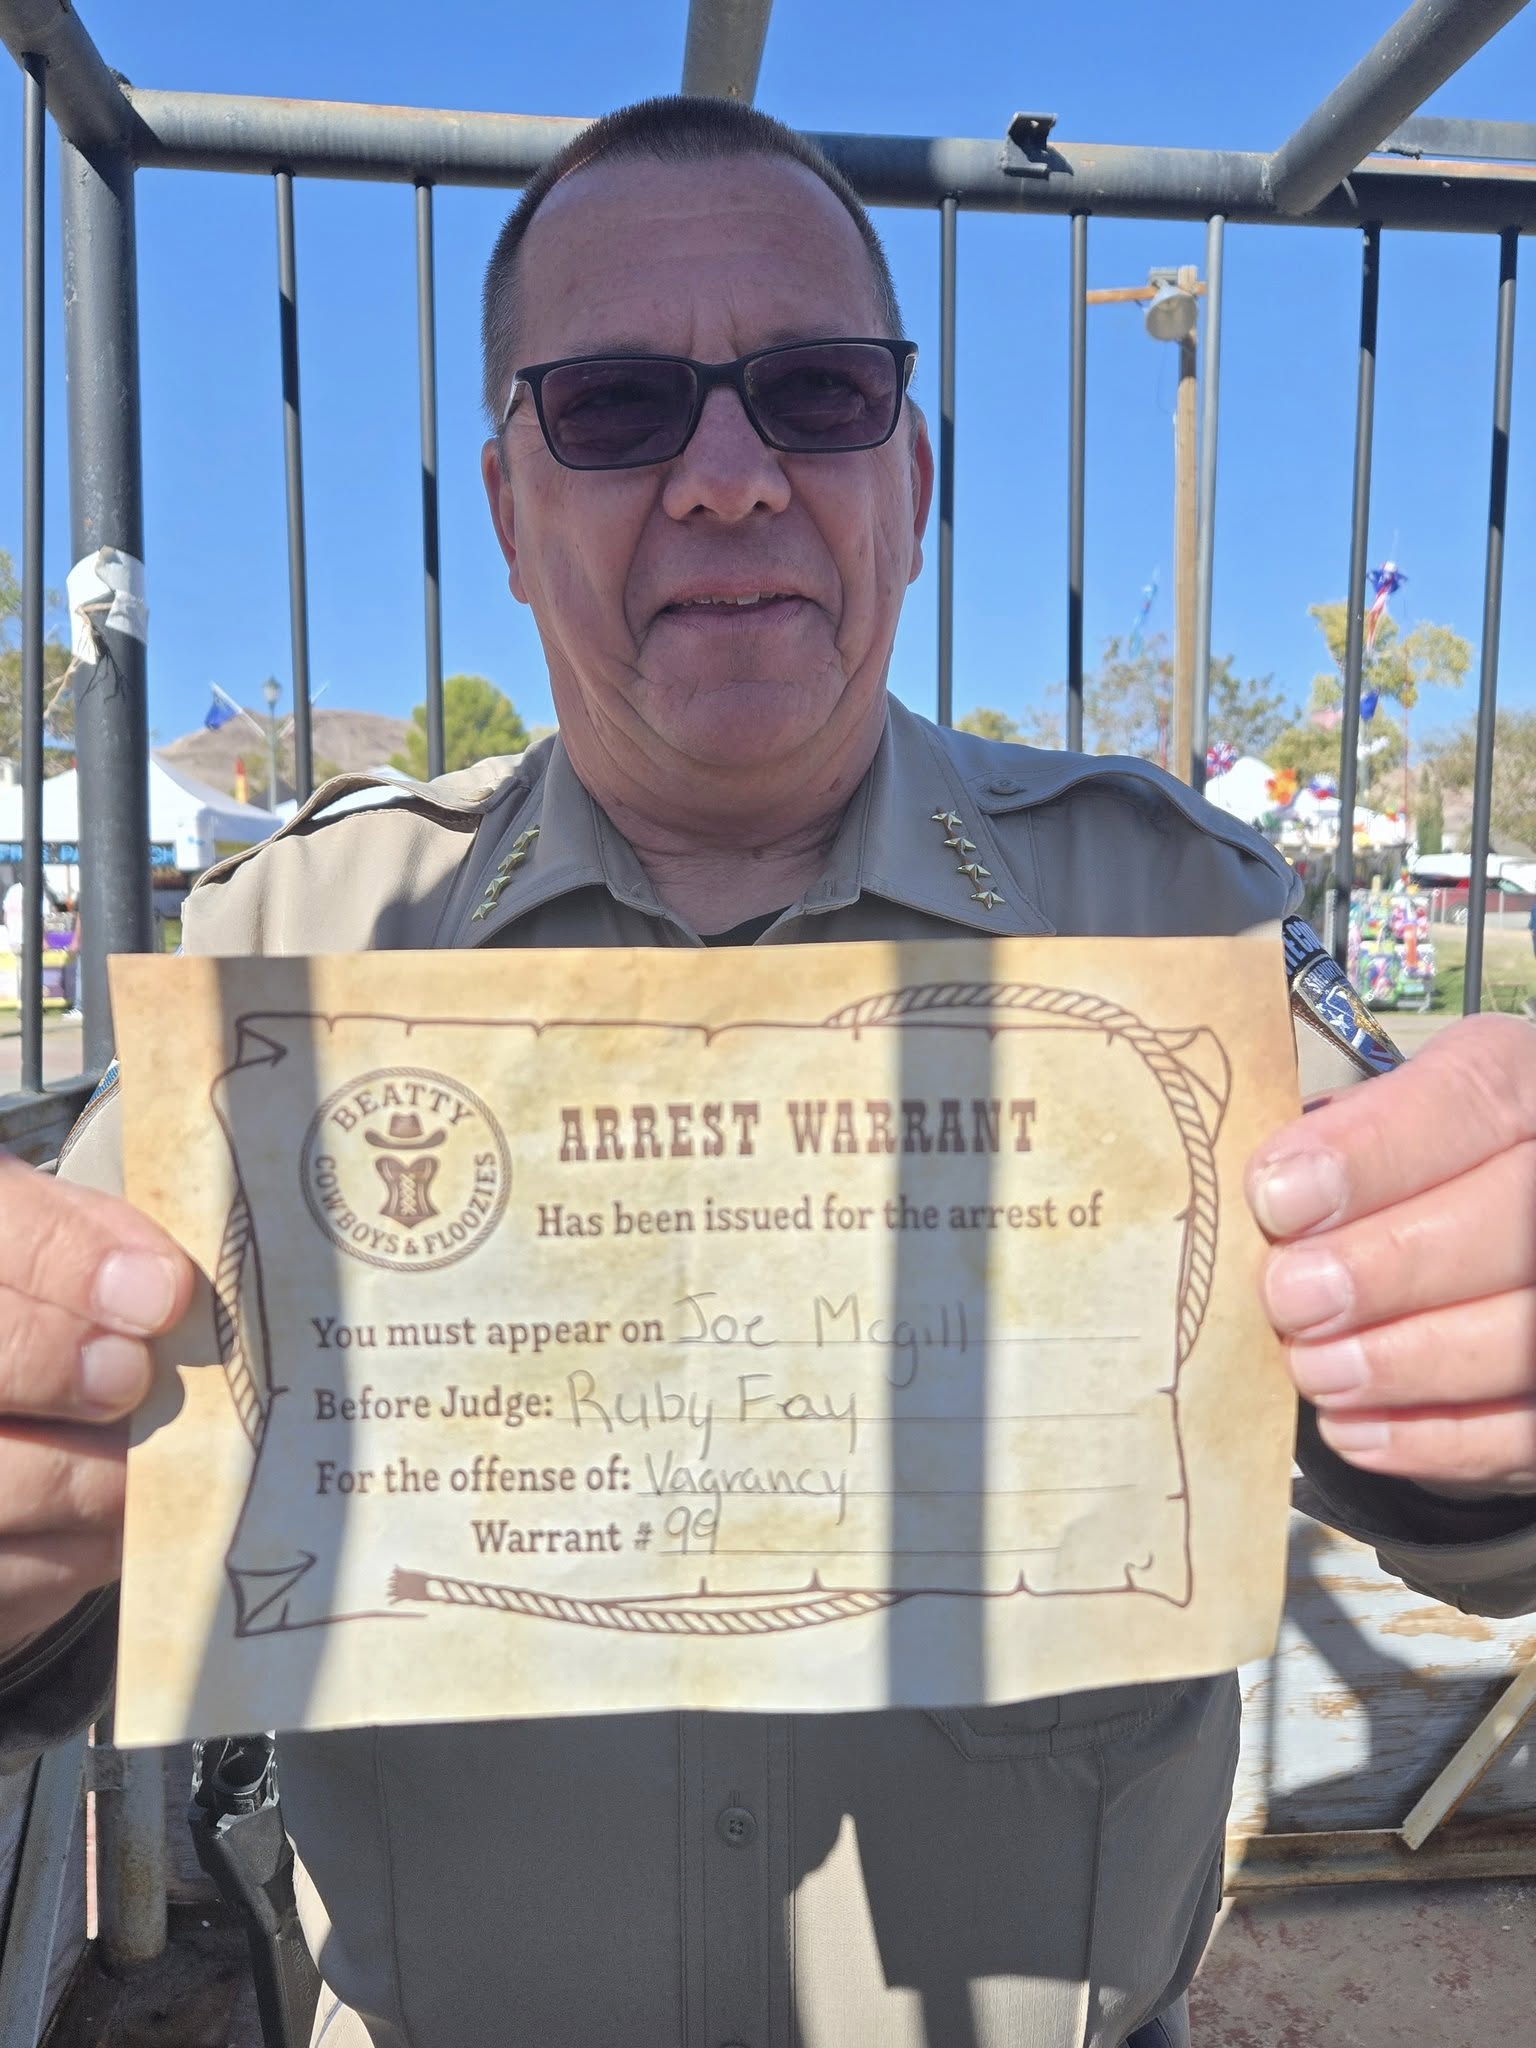 BEATTY
COWBOYS & FLOOZIES
ARREST WARRANT
Has been issued for the arrest of
You must appear on Joe Mcgill
Before Judge: Ruby Fay
For the offense of: Vagrancy
Warrant # 99